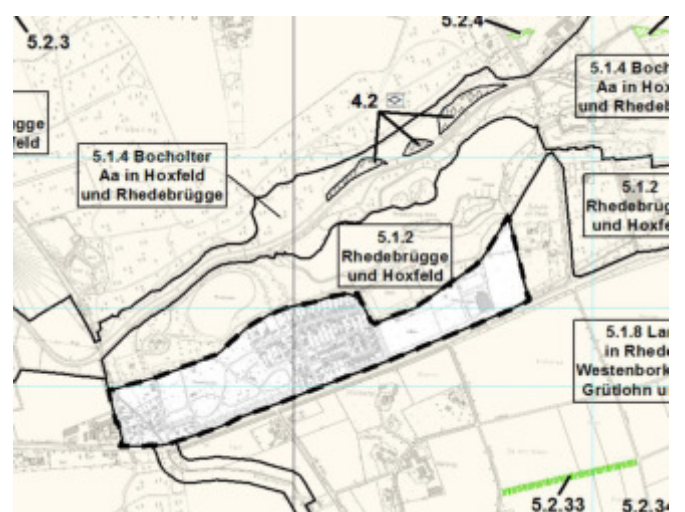 5.2.4
5.2.3
5.1.4 Boch
Aa in Hox
und Rhedeb
4.2
gge
feld
5.1.4 Bocholter
Aa in Hoxfeld
und Rhedebrügge
5.1.2
Rhedebrüg
und Hoxfe
5.1.2
Rhedebrügge
und Hoxfeld
5.1.8 Lan
in Rhede
Westenbork
Grütlohn u
5.2.33
5.2.34